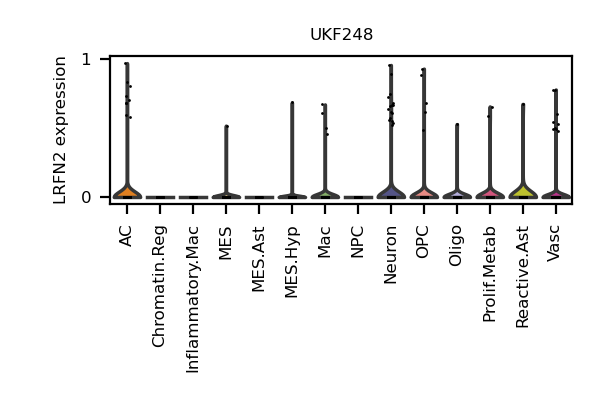 UKF248
LRFN2 expression
1
0
AC
Chromatin.Reg
Inflammatory.Mac
MES
MES.Ast
MES.Hyp
Mac
NPC
Neuron
OPC
Oligo
Prolif.Metab
Reactive.Ast
Vasc